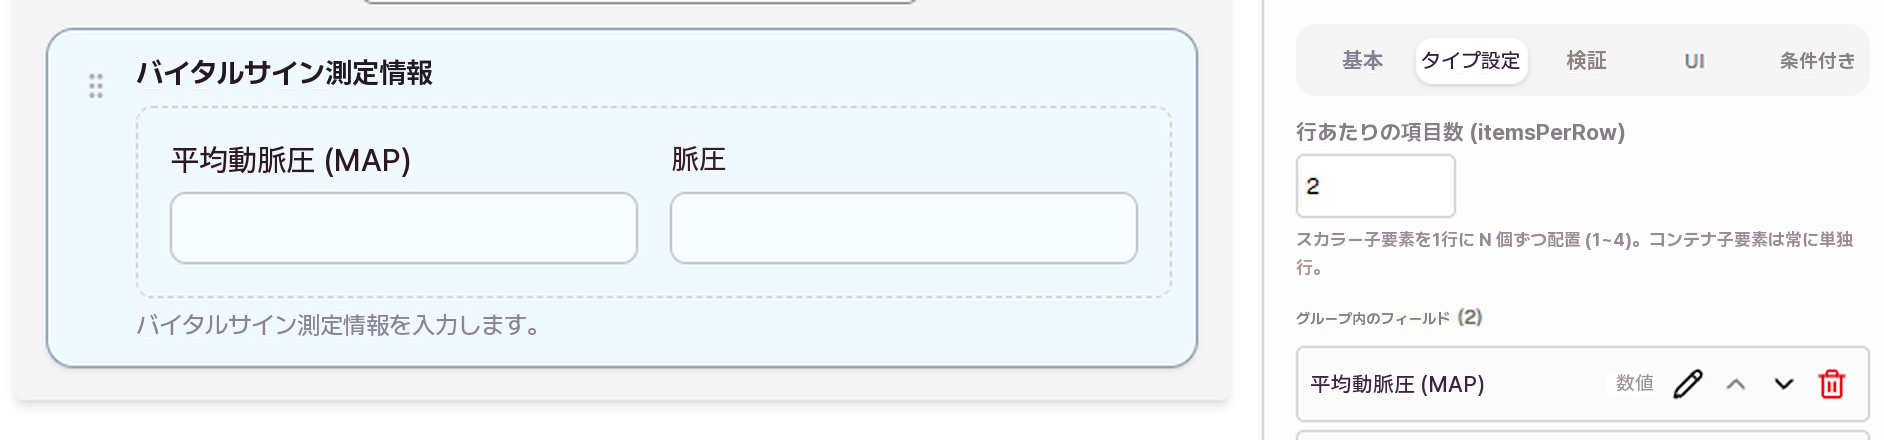 バイタルサイン測定情報
平均動脈圧 (MAP)
脈圧
バイタルサイン測定情報を入力します。
基本
タイプ設定
検証
UI
条件付き
行あたりの項目数 (itemsPerRow)
2
スカラー子要素を1行に N 個ずつ配置 (1~4)。コンテナ子要素は常に単独
行。
グループ内のフィールド (2)
平均動脈圧 (MAP)
数値